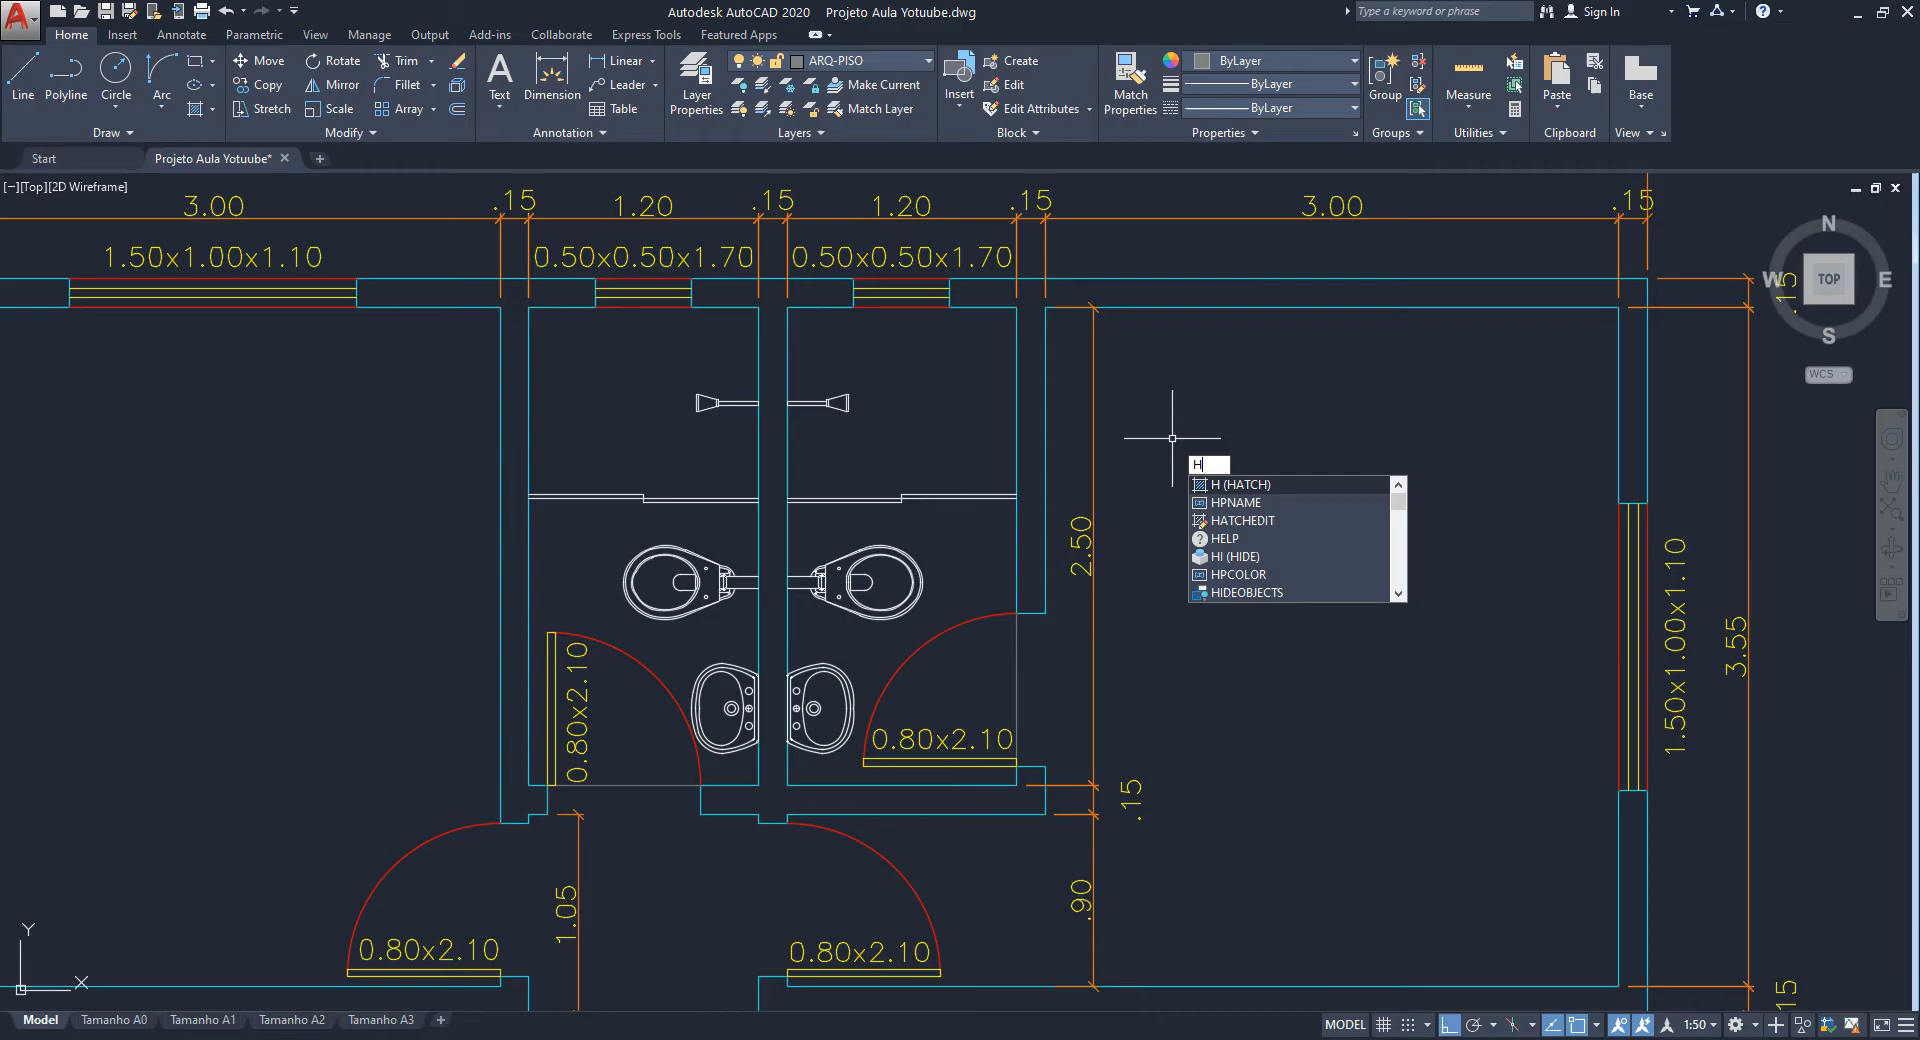 Autodesk AutoCAD 2020 Projeto Aula Yotuube.dwg
Type a keyword or phrase
Sign In
Home Insert Annotate Parametric View Manage Output Add-ins Collaborate Express Tools Featured Apps
Line Polyline Circle Arc
Move Rotate Trim
Copy Mirror Fillet
Stretch Scale Array
Text Dimension
Linear
Leader
Table
Layer Properties
ARQ-PISO
Make Current
Match Layer
Insert
Create
Edit
Edit Attributes
Match Properties
ByLayer
ByLayer
ByLayer
Group
Measure
Paste
Base
Draw Modify Annotation Layers Block Properties Groups Utilities Clipboard View
Start Projeto Aula Yotuube*
[−][Top][2D Wireframe]
3.00 .15 1.20 .15 1.20 .15 3.00 .15
1.50x1.00x1.10 0.50x0.50x1.70 0.50x0.50x1.70
N
W TOP E
S
WCS
.15
H
H (HATCH)
HPNAME
HATCHEDIT
HELP
HI (HIDE)
HPCOLOR
HIDEOBJECTS
2.50
1.50x1.00x1.10
3.55
0.80x2.10
0.80x2.10
.15
.90
1.05
0.80x2.10
0.80x2.10
.15
Y
X
Model Tamanho A0 Tamanho A1 Tamanho A2 Tamanho A3
MODEL 1:50